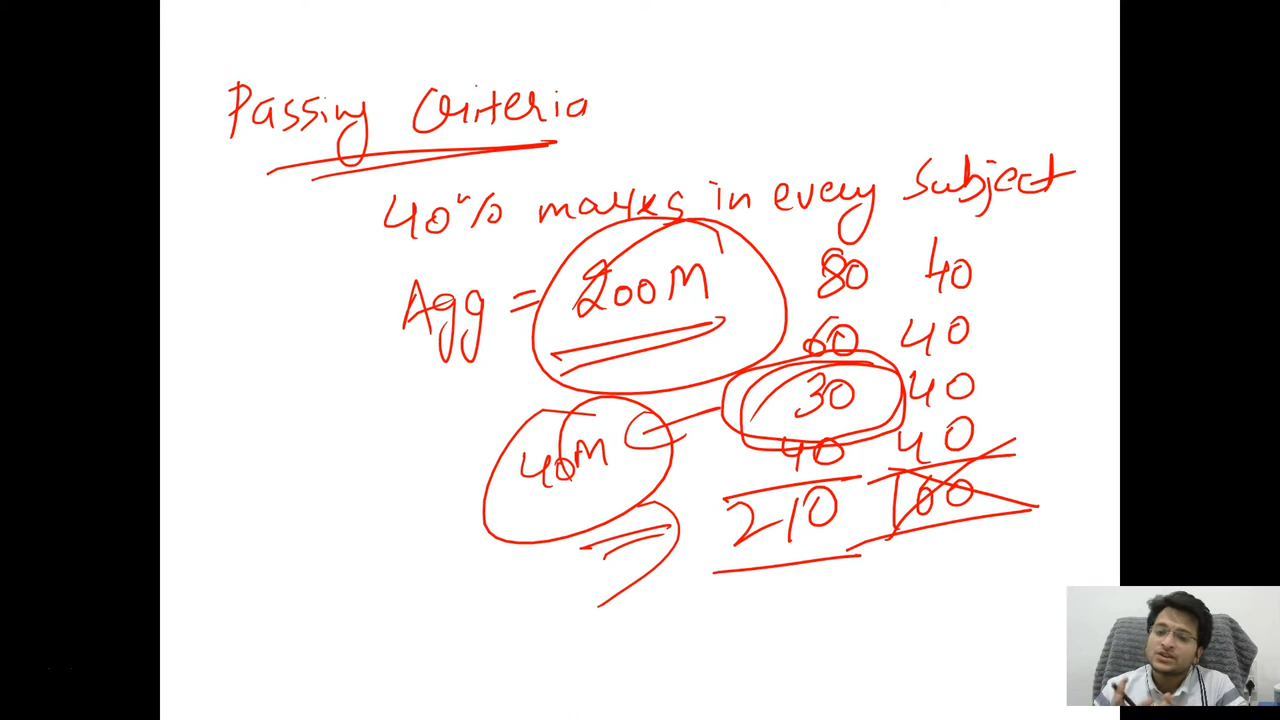 Passing Criteria
40% marks in every Subject
Agg = 200M 80 40
60 40
30 40
40M 40 40
210 160